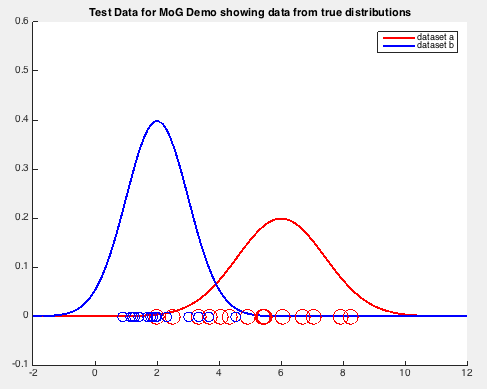 Test Data for MoG Demo showing data from true distributions
0.6
dataset a
dataset b
0.5
0.4
0.3
0.2
0.1
0
-0.1
-2 0 2 4 6 8 10 12